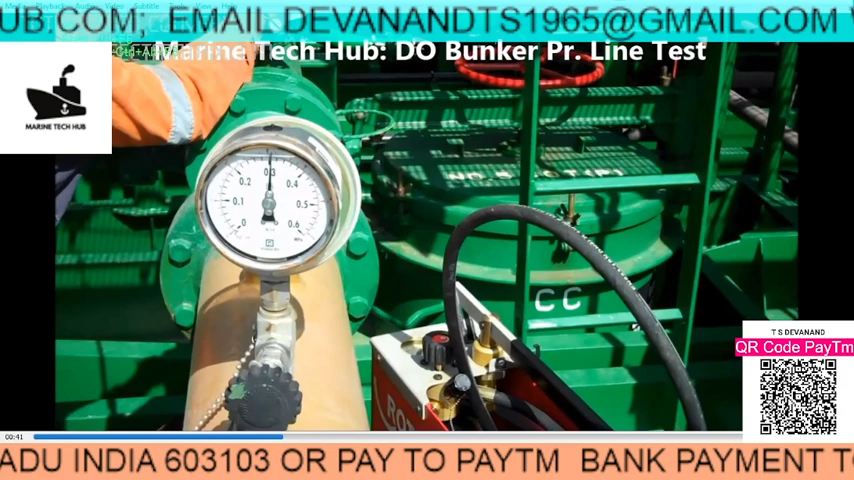 UB.COM; EMAIL DEVANANDTS1965@GMAIL.COM
Marine Tech Hub: DO Bunker Pr. Line Test
MARINE TECH HUB
0.3
0.2
0.4
0.1
0.5
0
0.6
MPa
CC
T S DEVANAND
QR Code PayTm
00:41
ADU INDIA 603103 OR PAY TO PAYTM BANK PAYMENT TO